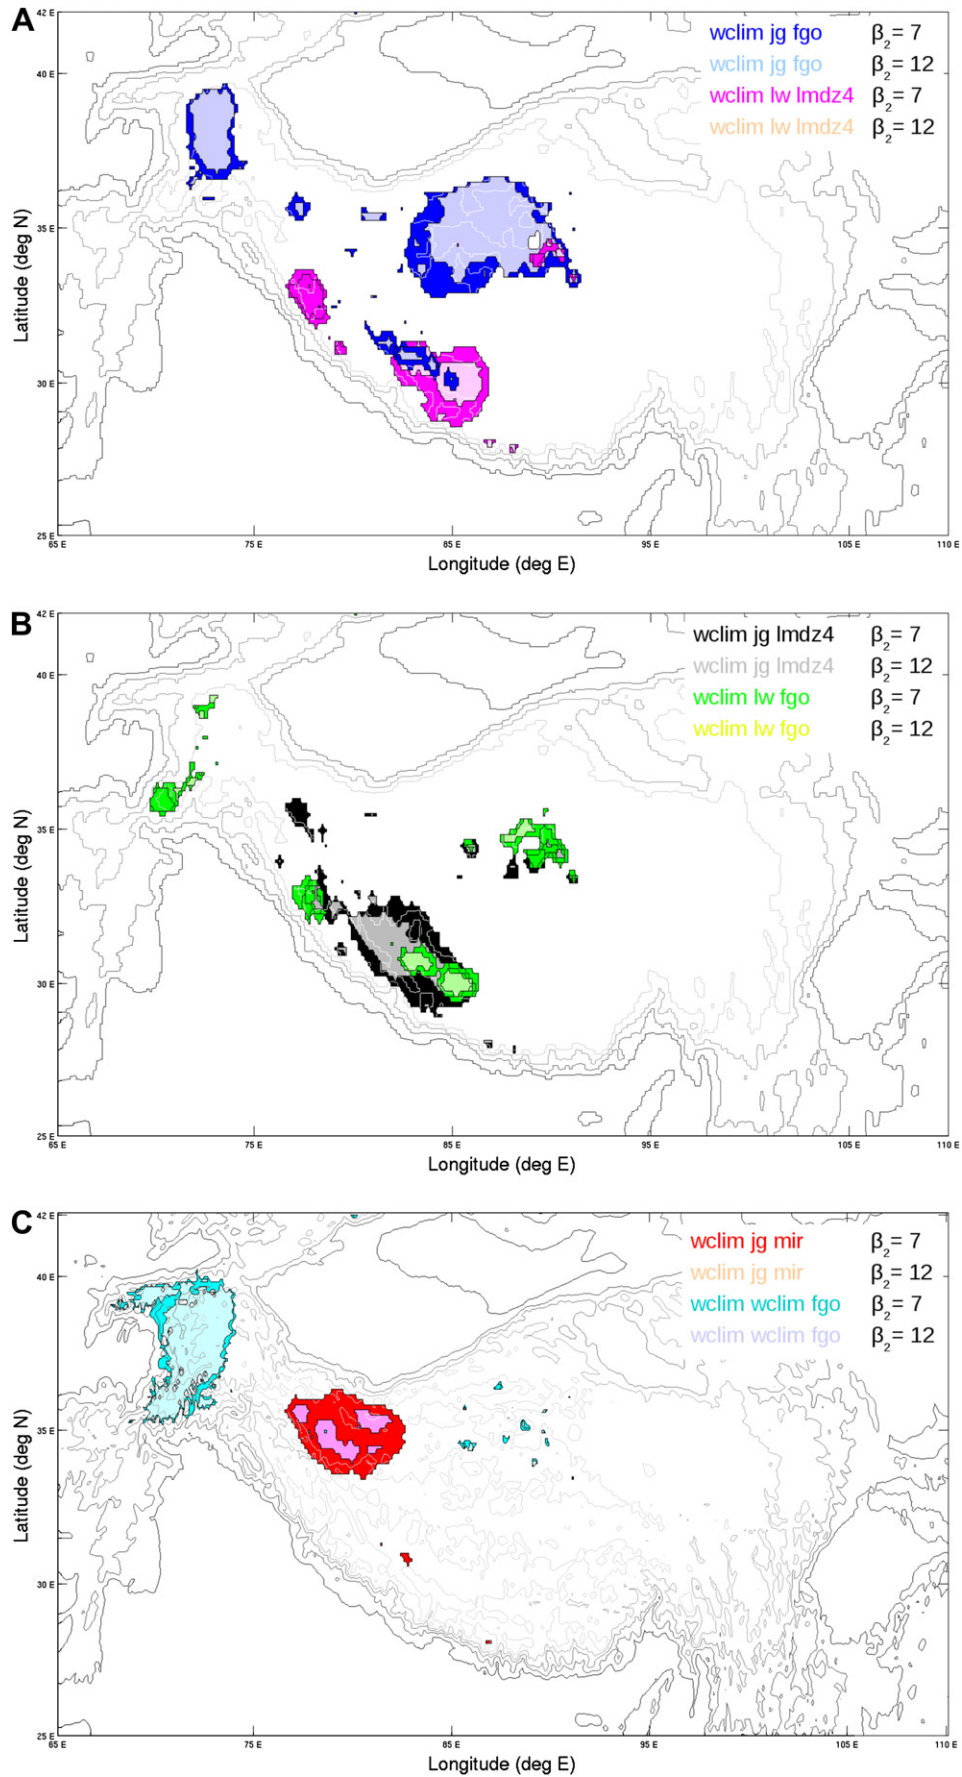 A
42 E
wclim jg fgo β2= 7
40 E
wclim jg fgo β2= 12
wclim lw lmdz4 β2= 7
wclim lw lmdz4 β2= 12
35 E
30 E
25 E
Latitude (deg N)
65 E 75 E 85 E 95 E 105 E 110 E
Longitude (deg E)
B
42 E
wclim jg lmdz4 β2= 7
wclim jg lmdz4 β2= 12
40 E
wclim lw fgo β2= 7
wclim lw fgo β2= 12
35 E
30 E
25 E
Latitude (deg N)
65 E 75 E 85 E 95 E 105 E 110 E
Longitude (deg E)
C
42 E
wclim jg mir β2= 7
wclim jg mir β2= 12
40 E
wclim wclim fgo β2= 7
wclim wclim fgo β2= 12
35 E
30 E
25 E
Latitude (deg N)
65 E 75 E 85 E 95 E 105 E 110 E
Longitude (deg E)